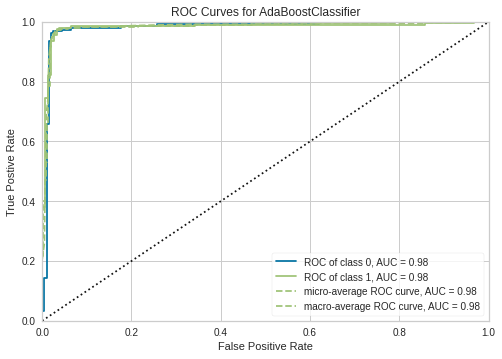 ROC Curves for AdaBoostClassifier
1.0
0.8
0.6
0.4
0.2
0.0
True Postive Rate
ROC of class 0, AUC = 0.98
ROC of class 1, AUC = 0.98
micro-average ROC curve, AUC = 0.98
macro-average ROC curve, AUC = 0.98
0.0 0.2 0.4 0.6 0.8 1.0
False Positive Rate